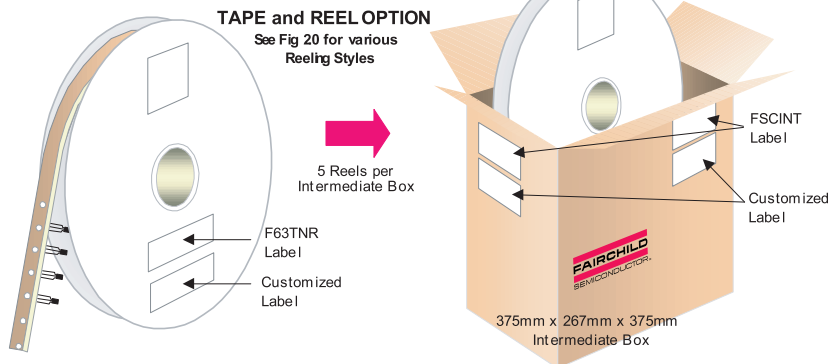 TAPE and REEL OPTION
See Fig 20 for various
Reeling Styles
5 Reels per
Intermediate Box
F63TNR
Label
Customized
Label
FSCINT
Label
Customized
Label
FAIRCHILD
SEMICONDUCTOR
375mm x 267mm x 375mm
Intermediate Box